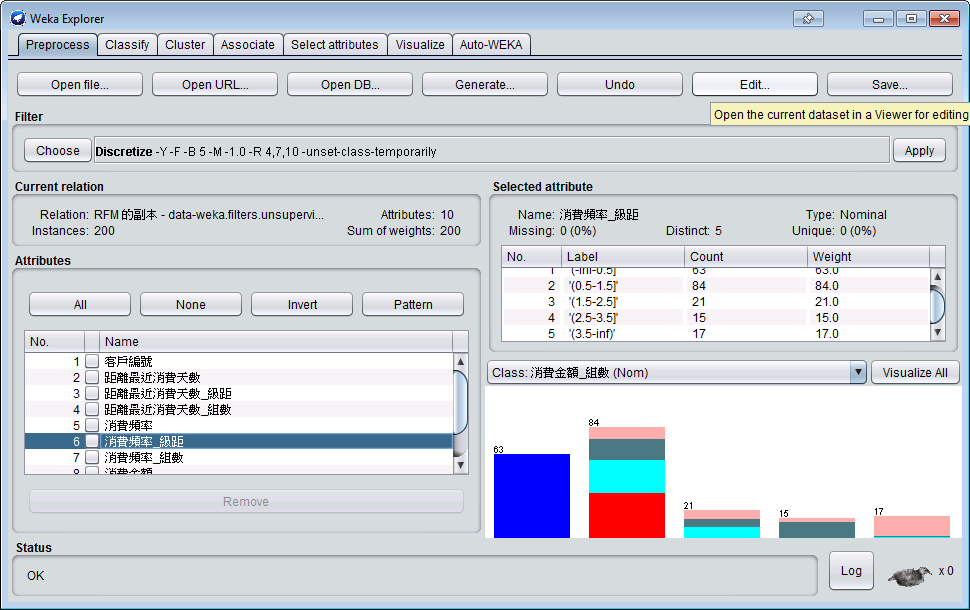 Weka Explorer
Preprocess Classify Cluster Associate Select attributes Visualize Auto-WEKA
Open file... Open URL... Open DB... Generate... Undo Edit... Save...
Open the current dataset in a Viewer for editing
Filter
Choose Discretize -Y -F -B 5 -M -1.0 -R 4,7,10 -unset-class-temporarily Apply
Current relation
Relation: RFM 的副本 - data-weka.filters.unsupervi... Attributes: 10
Instances: 200 Sum of weights: 200
Attributes
All None Invert Pattern
No. Name
1 客戶編號
2 距離最近消費天數
3 距離最近消費天數_級距
4 距離最近消費天數_組數
5 消費頻率
6 消費頻率_級距
7 消費頻率_組數
8 消費金額
Remove
Selected attribute
Name: 消費頻率_級距 Type: Nominal
Missing: 0 (0%) Distinct: 5 Unique: 0 (0%)
No. Label Count Weight
1 '(-inf-0.5]' 63 63.0
2 '(0.5-1.5]' 84 84.0
3 '(1.5-2.5]' 21 21.0
4 '(2.5-3.5]' 15 15.0
5 '(3.5-inf)' 17 17.0
Class: 消費金額_組數 (Nom) Visualize All
63 84 21 15 17
Status
OK Log x 0